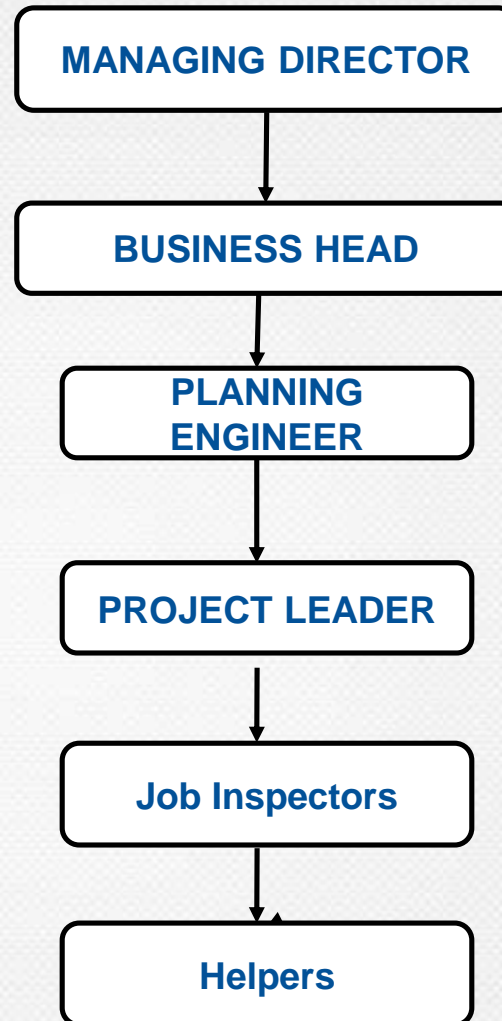 MANAGING DIRECTOR
BUSINESS HEAD
PLANNING
ENGINEER
PROJECT LEADER
Job Inspectors
Helpers